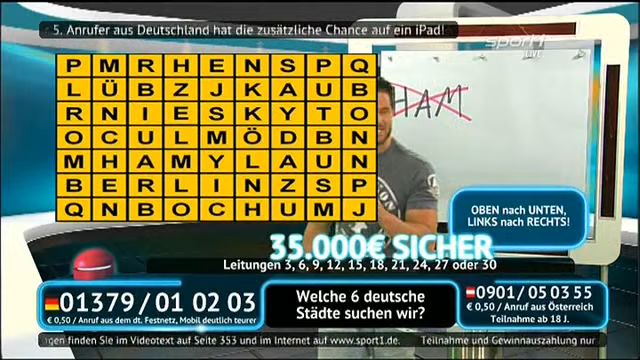 5. Anrufer aus Deutschland hat die zusätzliche Chance auf ein iPad!
sport1
LIVE
P M R H E N S P Q
L Ü B Z J K A U B
R N I E S K Y T O
O C U L M Ö D B N
M H A M Y L A U N
B E R L I N Z S P
Q N B O C H U M J
HAM
OBEN nach UNTEN,
LINKS nach RECHTS!
35.000€ SICHER
Leitungen 3, 6, 9, 12, 15, 18, 21, 24, 27 oder 30
01379/01 02 03
€ 0,50 / Anruf aus dem dt. Festnetz, Mobil deutlich teurer
Welche 6 deutsche
Städte suchen wir?
0901/05 03 55
€ 0,50 / Anruf aus Österreich
Teilnahme ab 18 J.
gen finden Sie im Videotext auf Seite 353 und im Internet auf www.sport1.de. Teilnahme und Gewinnauszahlung nur